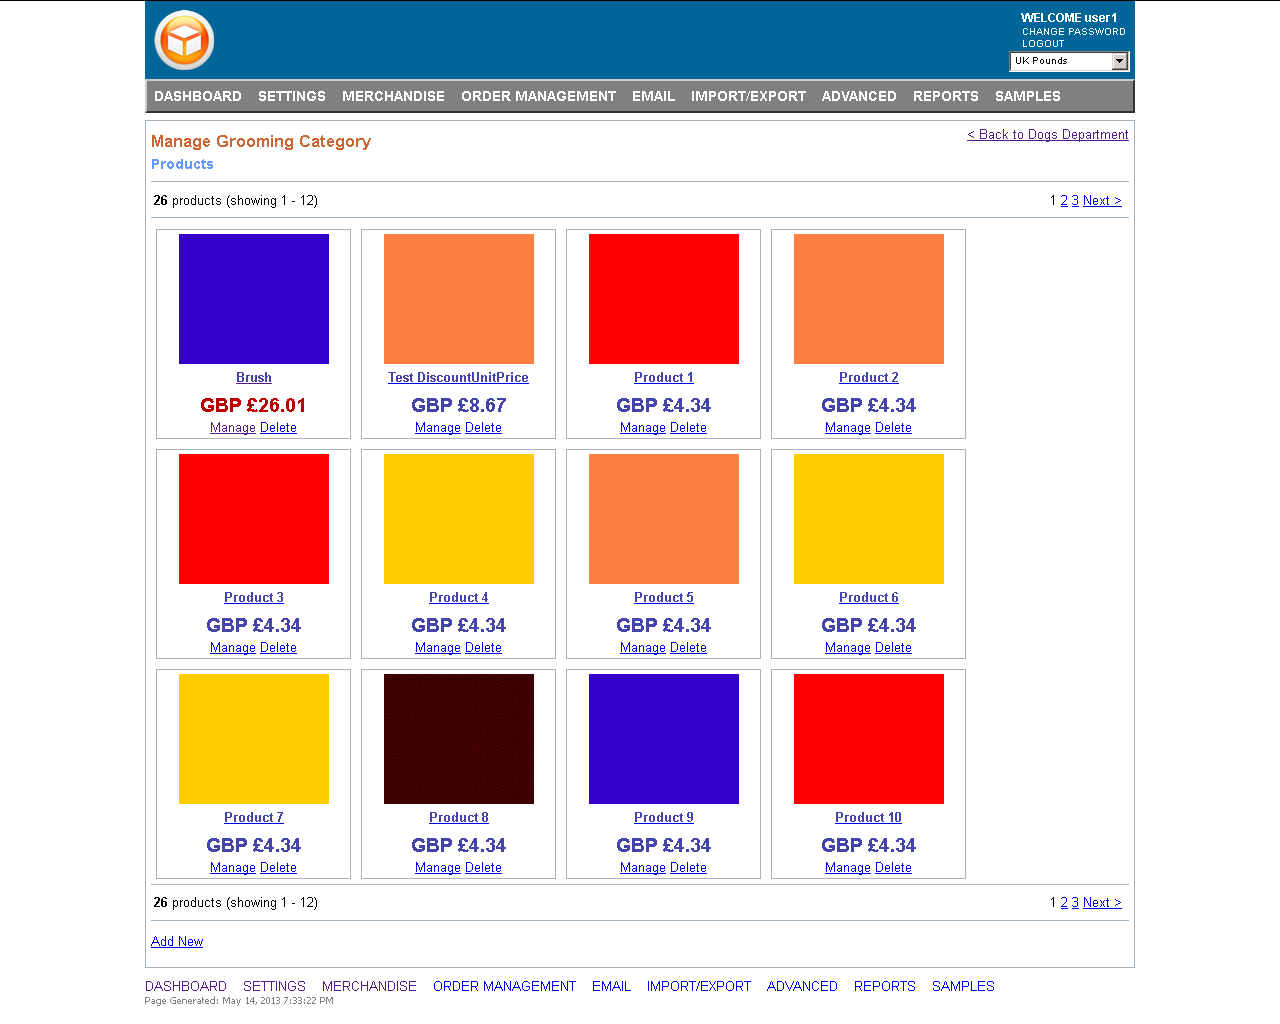 WELCOME user1
CHANGE PASSWORD
LOGOUT
UK Pounds
DASHBOARD SETTINGS MERCHANDISE ORDER MANAGEMENT EMAIL IMPORT/EXPORT ADVANCED REPORTS SAMPLES
Manage Grooming Category
< Back to Dogs Department
Products
26 products (showing 1 - 12) 1 2 3 Next >
Brush Test DiscountUnitPrice Product 1 Product 2
GBP £26.01 GBP £8.67 GBP £4.34 GBP £4.34
Manage Delete Manage Delete Manage Delete Manage Delete
Product 3 Product 4 Product 5 Product 6
GBP £4.34 GBP £4.34 GBP £4.34 GBP £4.34
Manage Delete Manage Delete Manage Delete Manage Delete
Product 7 Product 8 Product 9 Product 10
GBP £4.34 GBP £4.34 GBP £4.34 GBP £4.34
Manage Delete Manage Delete Manage Delete Manage Delete
26 products (showing 1 - 12) 1 2 3 Next >
Add New
DASHBOARD SETTINGS MERCHANDISE ORDER MANAGEMENT EMAIL IMPORT/EXPORT ADVANCED REPORTS SAMPLES
Page Generated: May 14, 2013 7:33:22 PM